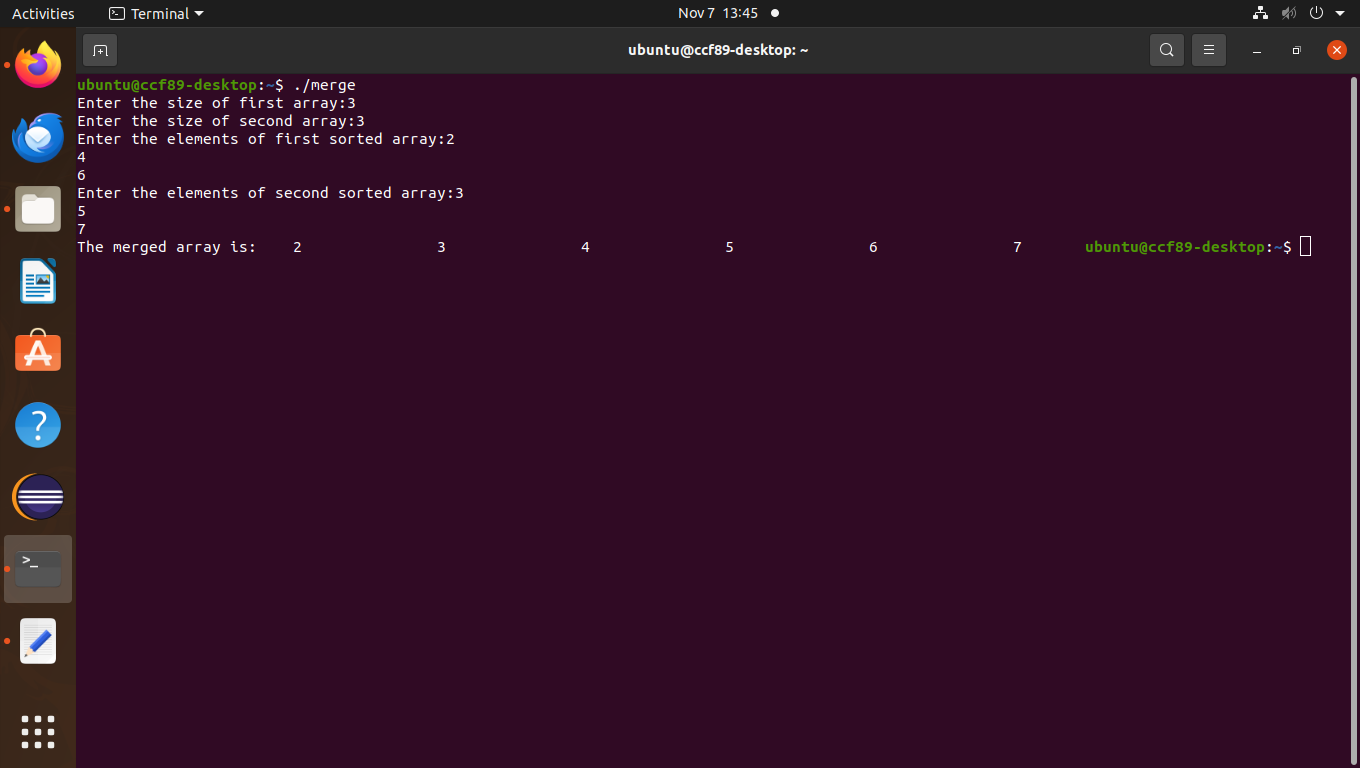 Activities Terminal Nov 7 13:45
ubuntu@ccf89-desktop: ~
ubuntu@ccf89-desktop:~$ ./merge
Enter the size of first array:3
Enter the size of second array:3
Enter the elements of first sorted array:2
4
6
Enter the elements of second sorted array:3
5
7
The merged array is: 2 3 4 5 6 7 ubuntu@ccf89-desktop:~$